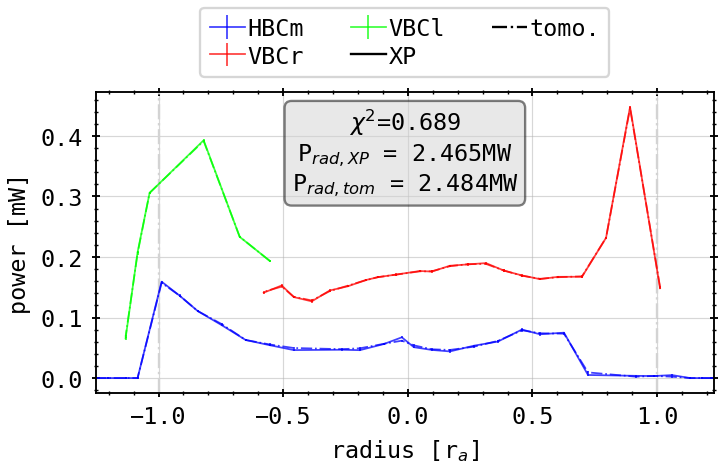 HBCm VBCl tomo.
VBCr XP
χ²=0.689
P_rad,XP = 2.465MW
P_rad,tom = 2.484MW
0.4
0.3
0.2
0.1
0.0
power [mW]
−1.0 −0.5 0.0 0.5 1.0
radius [r_a]